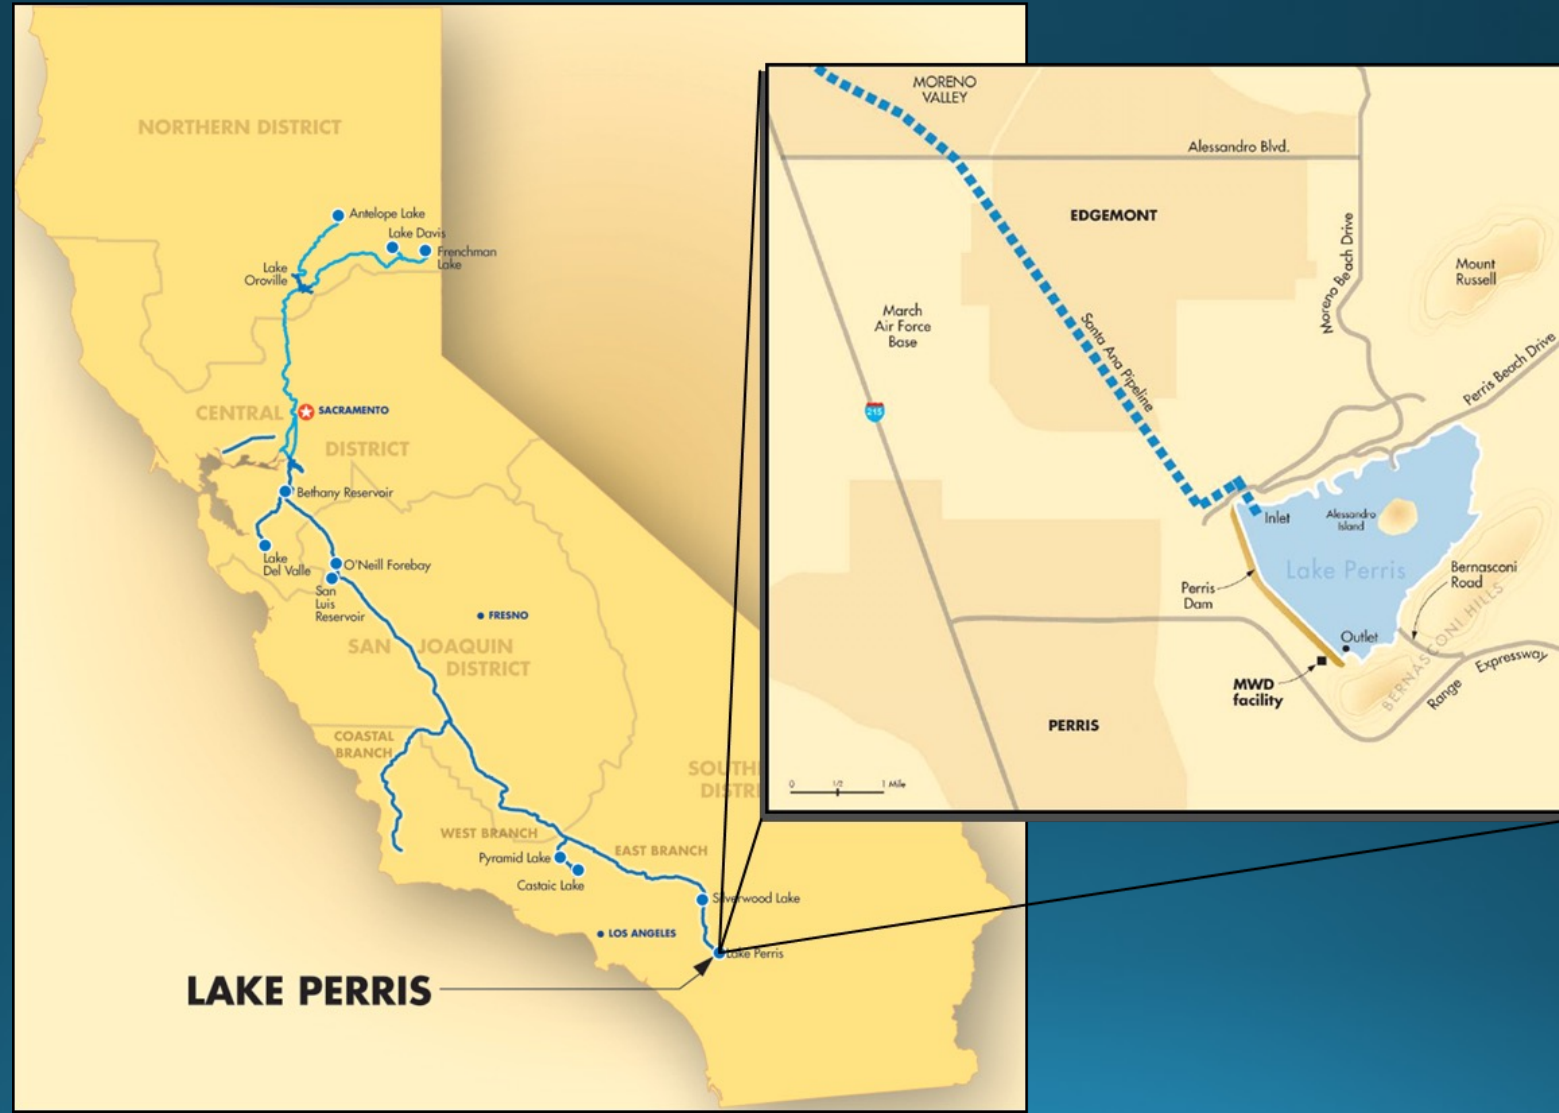 NORTHERN DISTRICT
Antelope Lake
Lake Davis
Frenchman
Lake
Lake
Oroville
CENTRAL
SACRAMENTO
DISTRICT
Bethany Reservoir
Lake
Del Valle
O'Neill Forebay
San
Luis
Reservoir
FRESNO
SAN JOAQUIN
DISTRICT
COASTAL
BRANCH
SOUTH
DISTR
WEST BRANCH
EAST BRANCH
Pyramid Lake
Castaic Lake
Silverwood Lake
LOS ANGELES
Lake Perris
LAKE PERRIS
MORENO
VALLEY
Alessandro Blvd.
EDGEMONT
Moreno Beach Drive
Mount
Russell
March
Air Force
Base
Santa Ana Pipeline
215
Perris Beach Drive
Inlet
Alessandro
Island
Lake Perris
Bernasconi
Road
Perris
Dam
BERNASCONI HILLS
Outlet
MWD
facility
Range Expressway
PERRIS
0 1/2 1 Mile